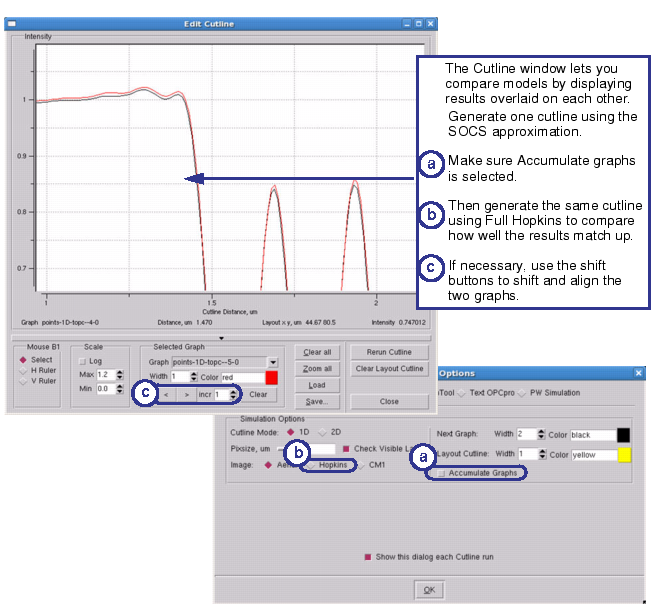 Edit Cutline
Intensity
1
0.9
0.8
0.7
1
1.5
2
Cutline Distance, um
Graph points-1D-topc--4-0 Distance, um 1.470 Layout x y, um 44.67 80.5 Intensity 0.747012
Mouse B1
Select
H Ruler
V Ruler
Scale
Log
Max 1.2
Min 0.0
Selected Graph
Graph points-1D-topc--5-0
Width 1 Color red
c < > incr 1 Clear
Clear all
Zoom all
Load
Save...
Rerun Cutline
Clear Layout Cutline
Close
The Cutline window lets you
compare models by displaying
results overlaid on each other.
Generate one cutline using the
SOCS approximation.
a Make sure Accumulate graphs
is selected.
b Then generate the same cutline
using Full Hopkins to compare
how well the results match up.
c If necessary, use the shift
buttons to shift and align the
two graphs.
Options
Text OPCpro PW Simulation
Simulation Options
Cutline Mode: 1D 2D
Pixsize, um Check Visible
b
Image: Hopkins CM1
Next Graph: Width 2 Color black
Layout Cutline: Width 1 Color yellow
a
Accumulate Graphs
Show this dialog each Cutline run
OK